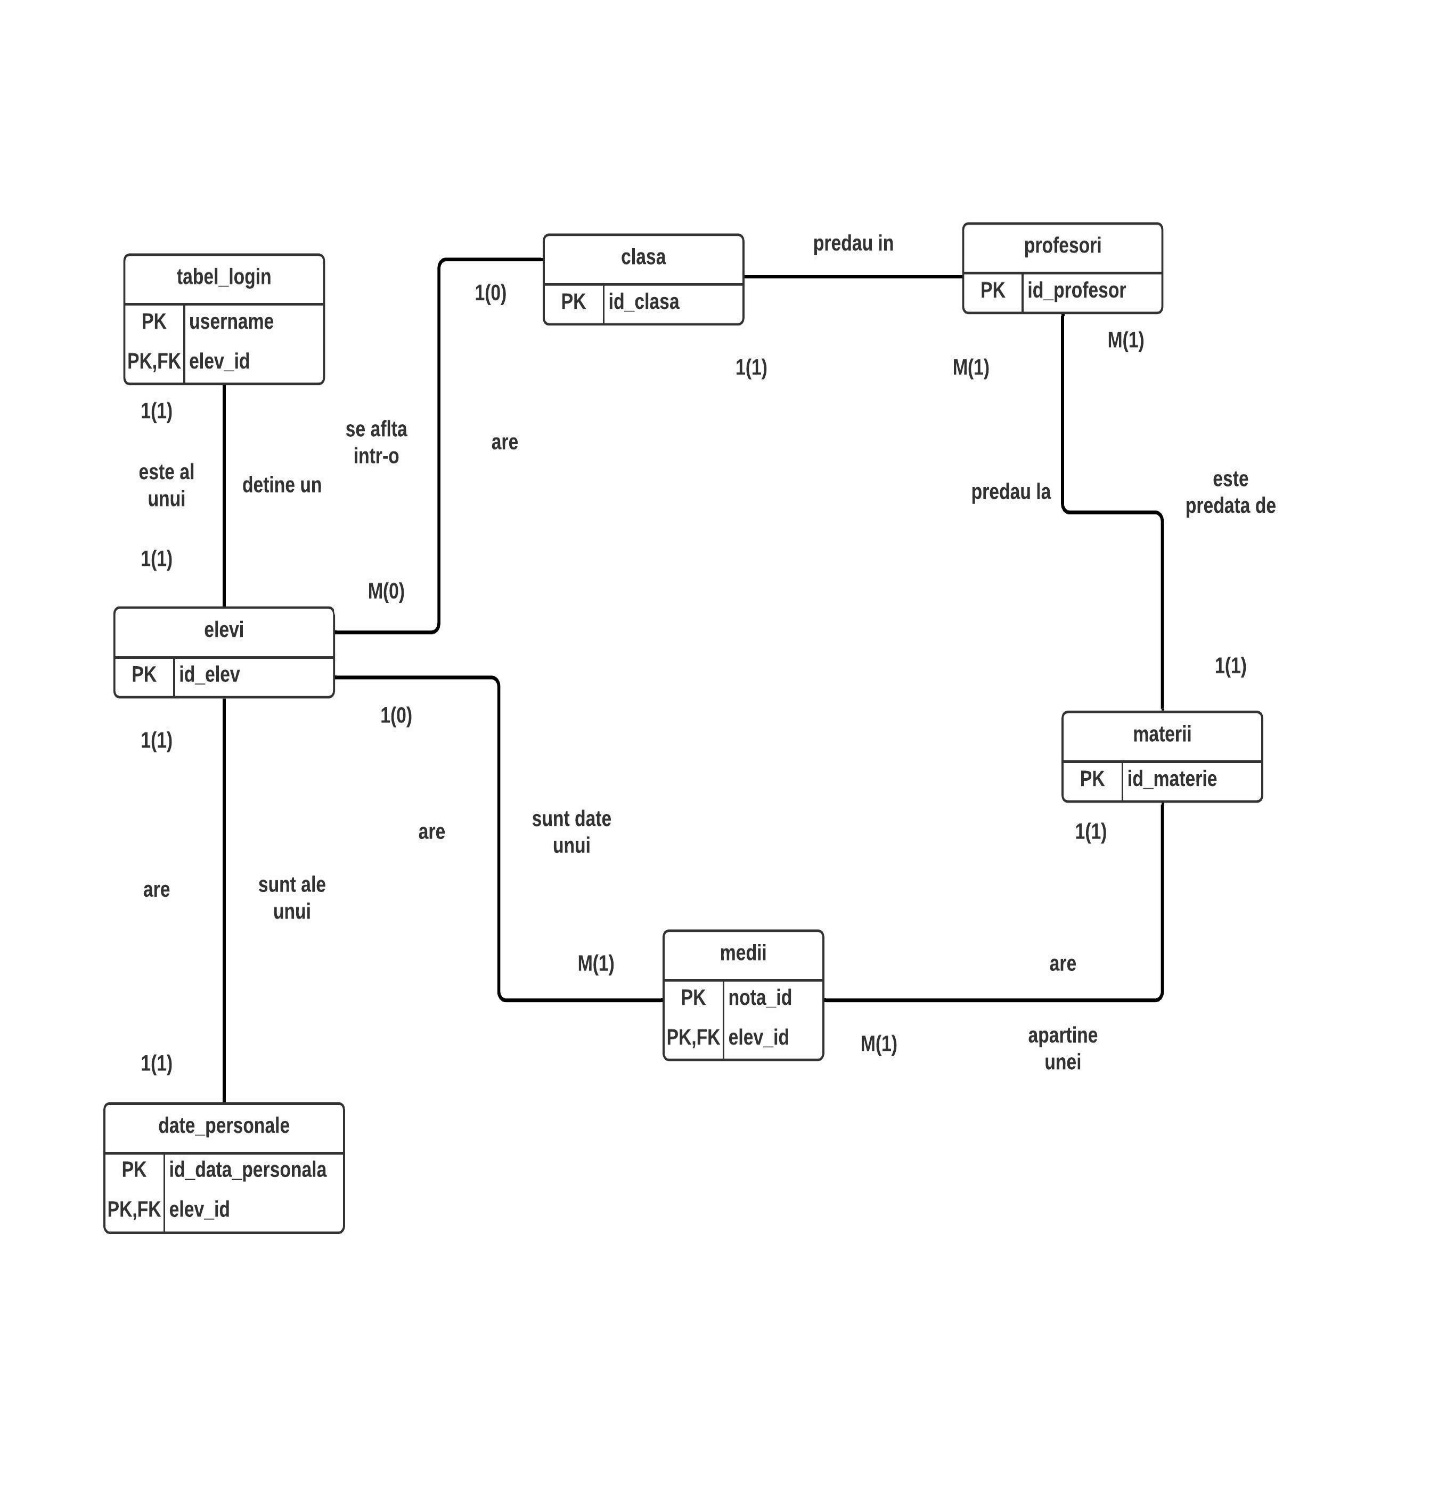 predau in
profesori
PK id_profesor
clasa
PK id_clasa
tabel_login
PK username
PK,FK elev_id
1(0)
M(1)
1(1)
M(1)
1(1)
se aflta
intr-o
are
este al
unui
detine un
predau la
este
predata de
1(1)
M(0)
elevi
PK id_elev
1(1)
materii
PK id_materie
1(0)
1(1)
1(1)
are
sunt date
unui
are
sunt ale
unui
medii
PK nota_id
PK,FK elev_id
M(1)
are
M(1)
apartine
unei
1(1)
date_personale
PK id_data_personala
PK,FK elev_id